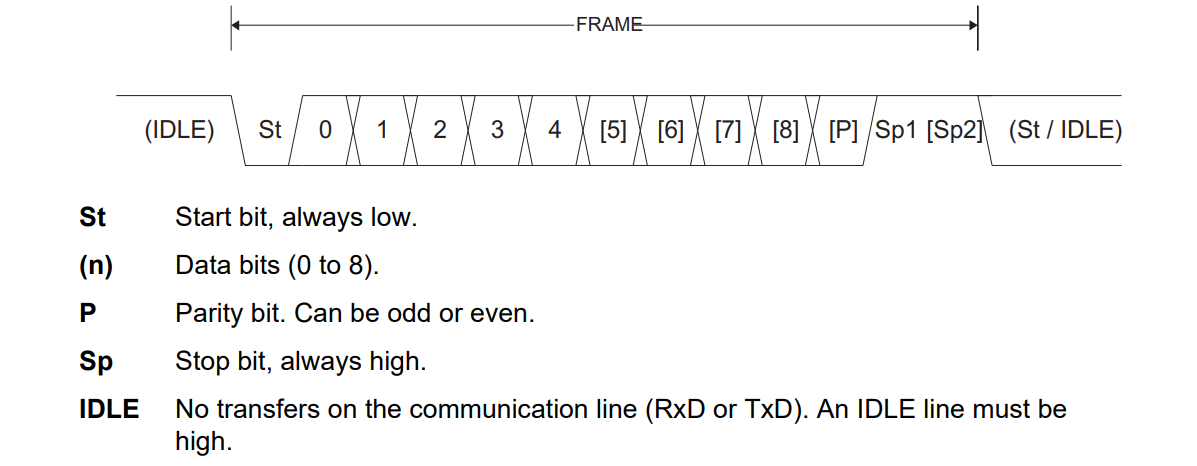 FRAME
(IDLE) St 0 1 2 3 4 [5] [6] [7] [8] [P] Sp1 [Sp2] (St / IDLE)
St Start bit, always low.
(n) Data bits (0 to 8).
P Parity bit. Can be odd or even.
Sp Stop bit, always high.
IDLE No transfers on the communication line (RxD or TxD). An IDLE line must be
high.